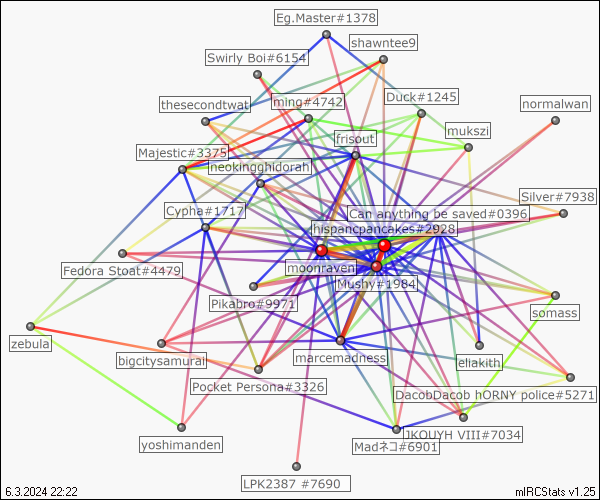 Eg.Master#1378
shawntee9
Swirly Boi#6154
ming#4742
Duck#1245
thesecondtwat
normalwan
mukszi
frisout
Majestic#3375
neokingghidorah
Silver#7938
Cypha#1717
Can anything be saved#0396
hispancpancakes#2928
Fedora Stoat#4479
moonraven
Mushy#1984
Pikabro#9971
somass
zebula
bigcitysamurai
marcemadness
eliakith
Pocket Persona#3326
DacobDacob hORNY police#5271
JKOUYH VIII#7034
Madネコ#6901
yoshimanden
LPK2387 #7690
6.3.2024 22:22
mIRCStats v1.25